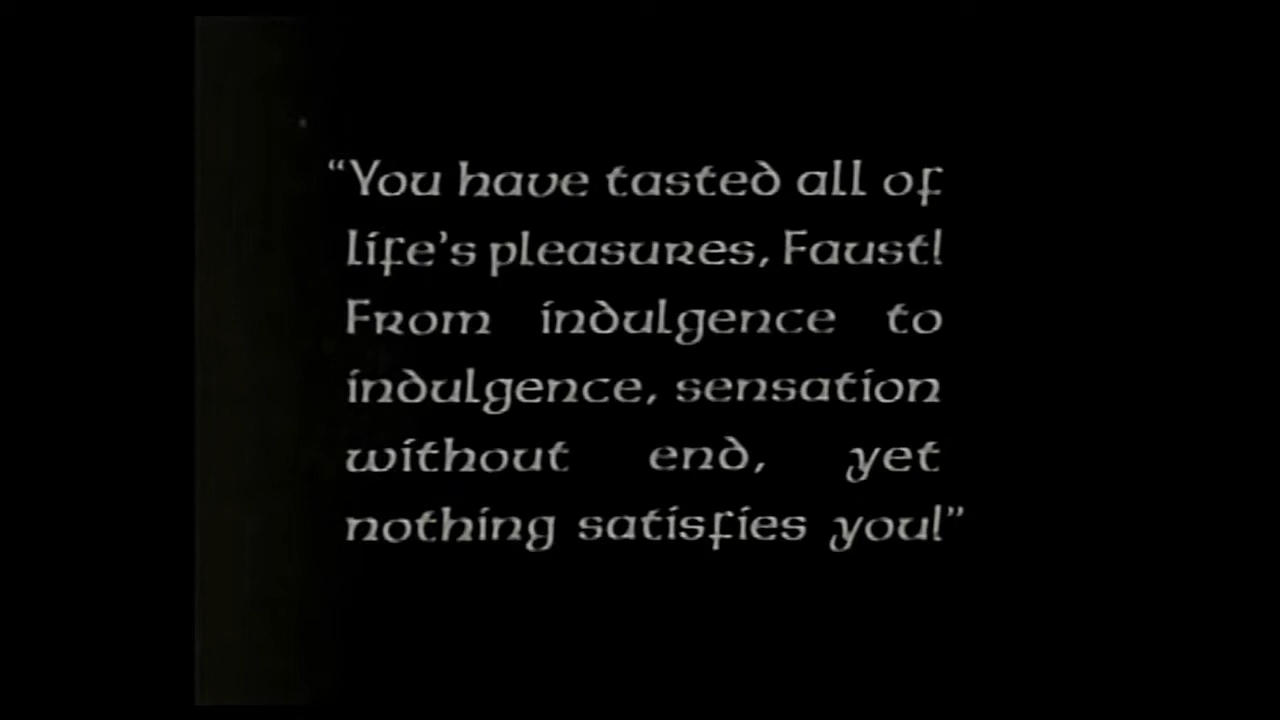 “You have tasted all of
life’s pleasures, Faust!
From indulgence to
indulgence, sensation
without end, yet
nothing satisfies you!”